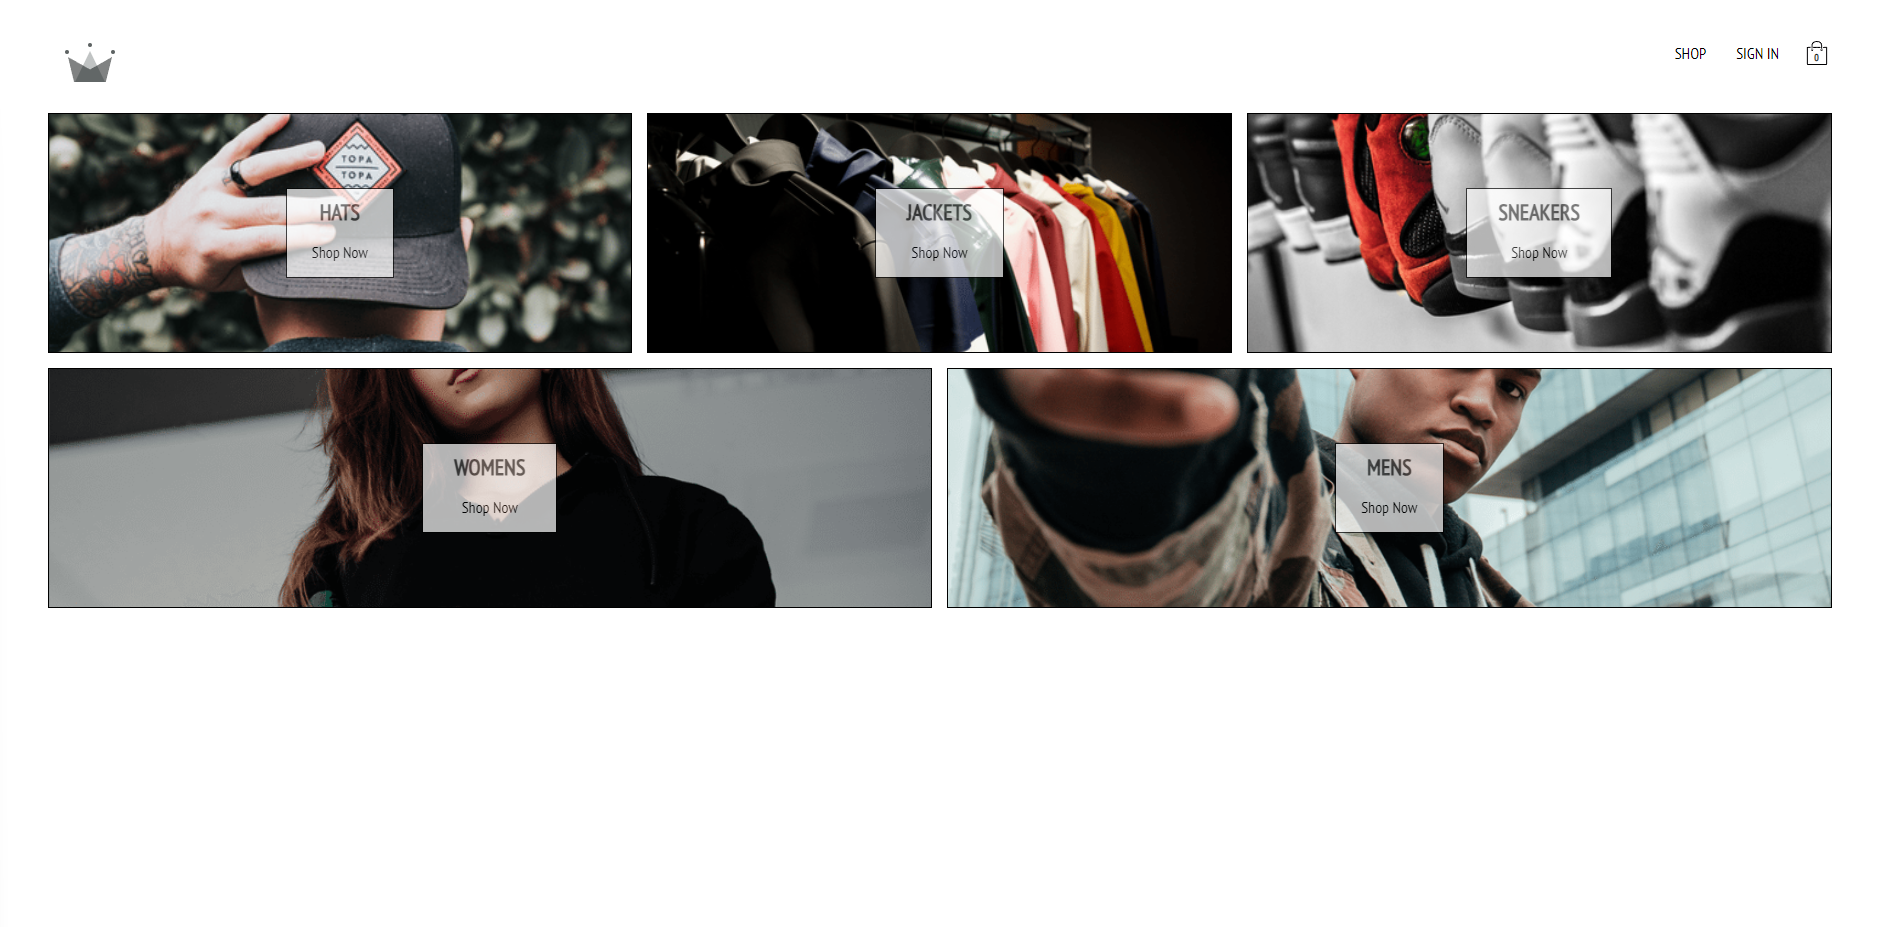 SHOP
SIGN IN
0
TOPA
TOPA
HATS
Shop Now
JACKETS
Shop Now
SNEAKERS
Shop Now
WOMENS
Shop Now
MENS
Shop Now